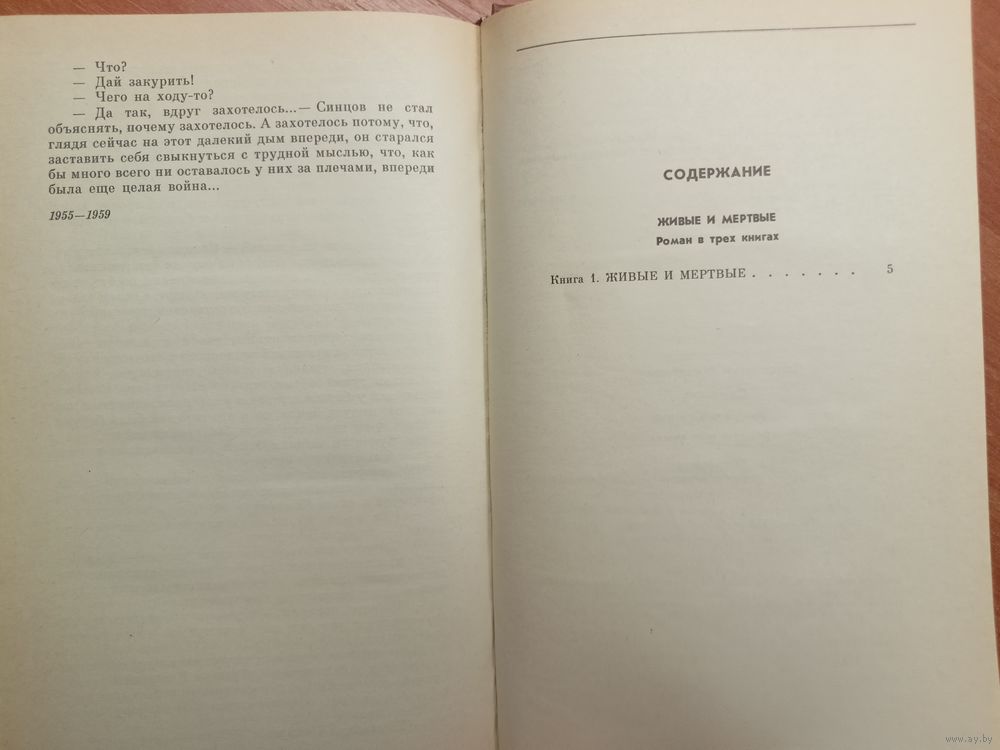 — Что?
— Дай закурить!
— Чего на ходу-то?
— Да так, вдруг захотелось...— Синцов не стал
объяснять, почему захотелось. А захотелось потому, что,
глядя сейчас на этот далекий дым впереди, он старался
заставить себя свыкнуться с трудной мыслью, что, как
бы много всего ни оставалось у них за плечами, впереди
была еще целая война...
1955—1959
СОДЕРЖАНИЕ
ЖИВЫЕ И МЕРТВЫЕ
Роман в трех книгах
Книга 1. ЖИВЫЕ И МЕРТВЫЕ . . . . . . . 5
www.ay.by